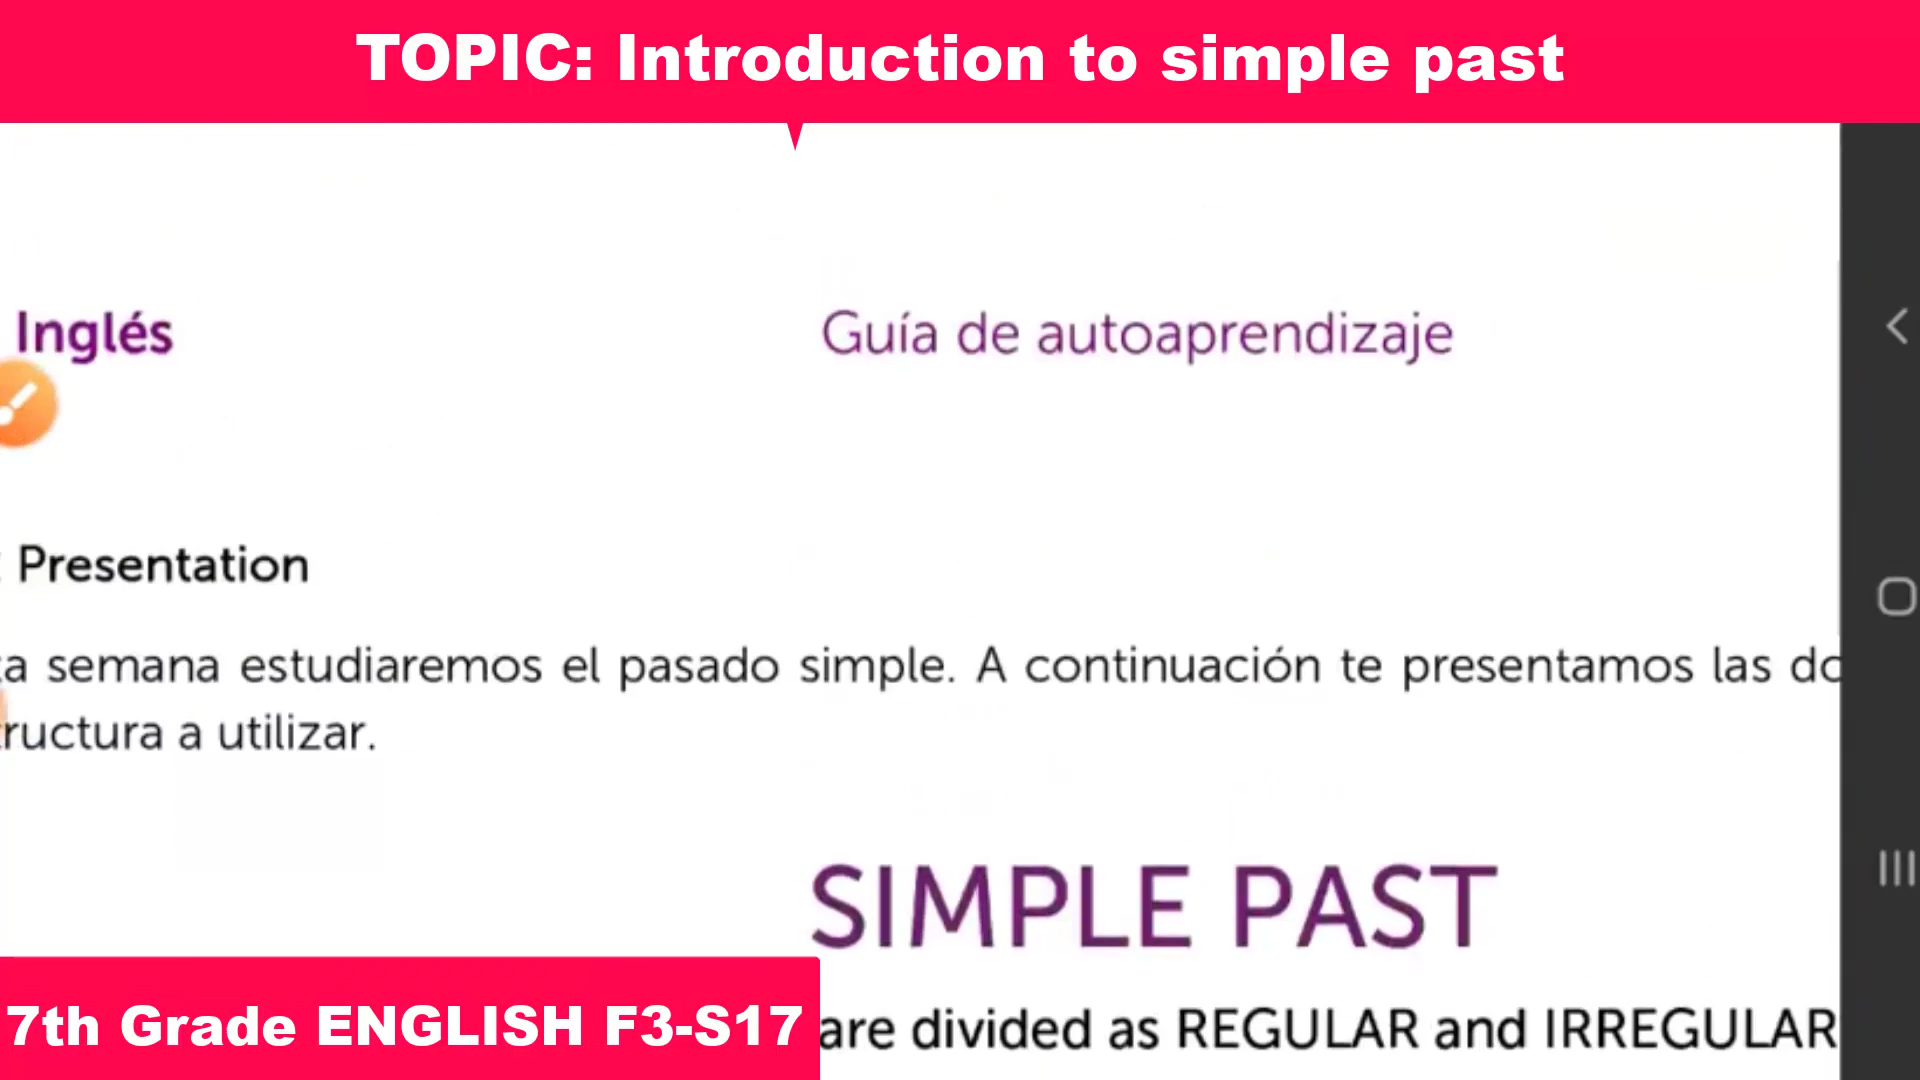 TOPIC: Introduction to simple past
Inglés
Guía de autoaprendizaje
: Presentation
semana estudiaremos el pasado simple. A continuación te presentamos las
a utilizar.
SIMPLE PAST
7th Grade ENGLISH F3-S17
are divided as REGULAR and IRREGULAR